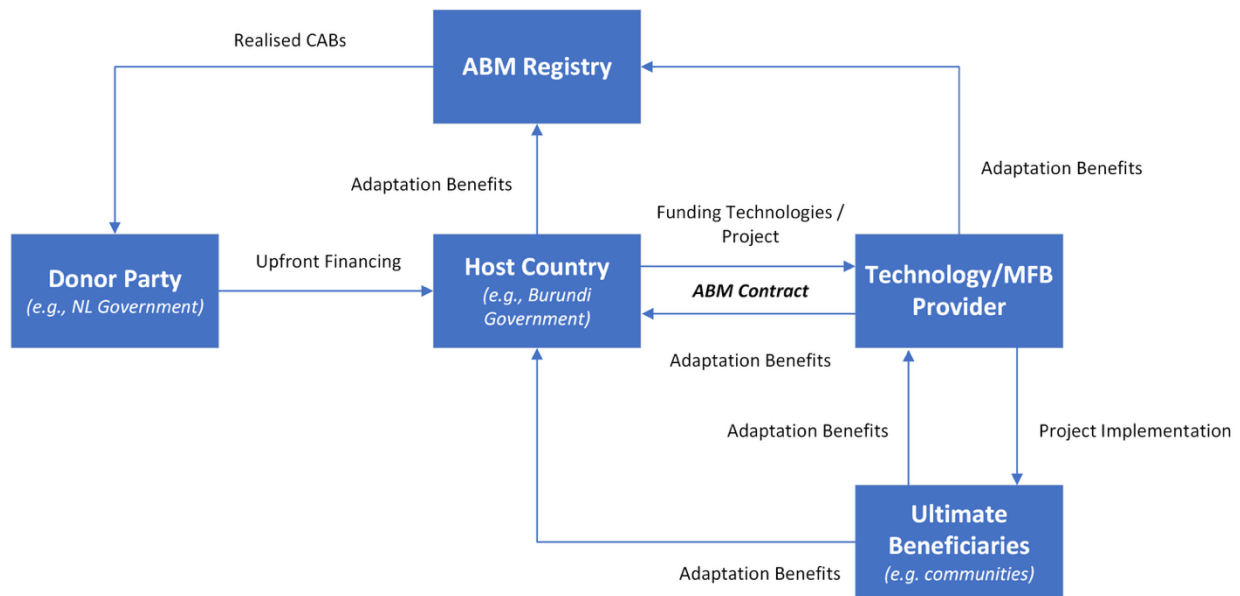 Realised CABs
ABM Registry
Adaptation Benefits
Adaptation Benefits
Funding Technologies /
Project
Donor Party
(e.g., NL Government)
Upfront Financing
Host Country
(e.g., Burundi
Government)
ABM Contract
Technology/MFB
Provider
Adaptation Benefits
Adaptation Benefits
Project Implementation
Ultimate
Beneficiaries
(e.g. communities)
Adaptation Benefits